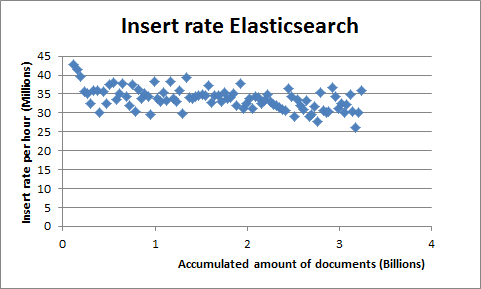 Insert rate Elasticsearch
Insert rate per hour (Millions)
45
40
35
30
25
20
15
10
5
0
0 1 2 3 4
Accumulated amount of documents (Billions)